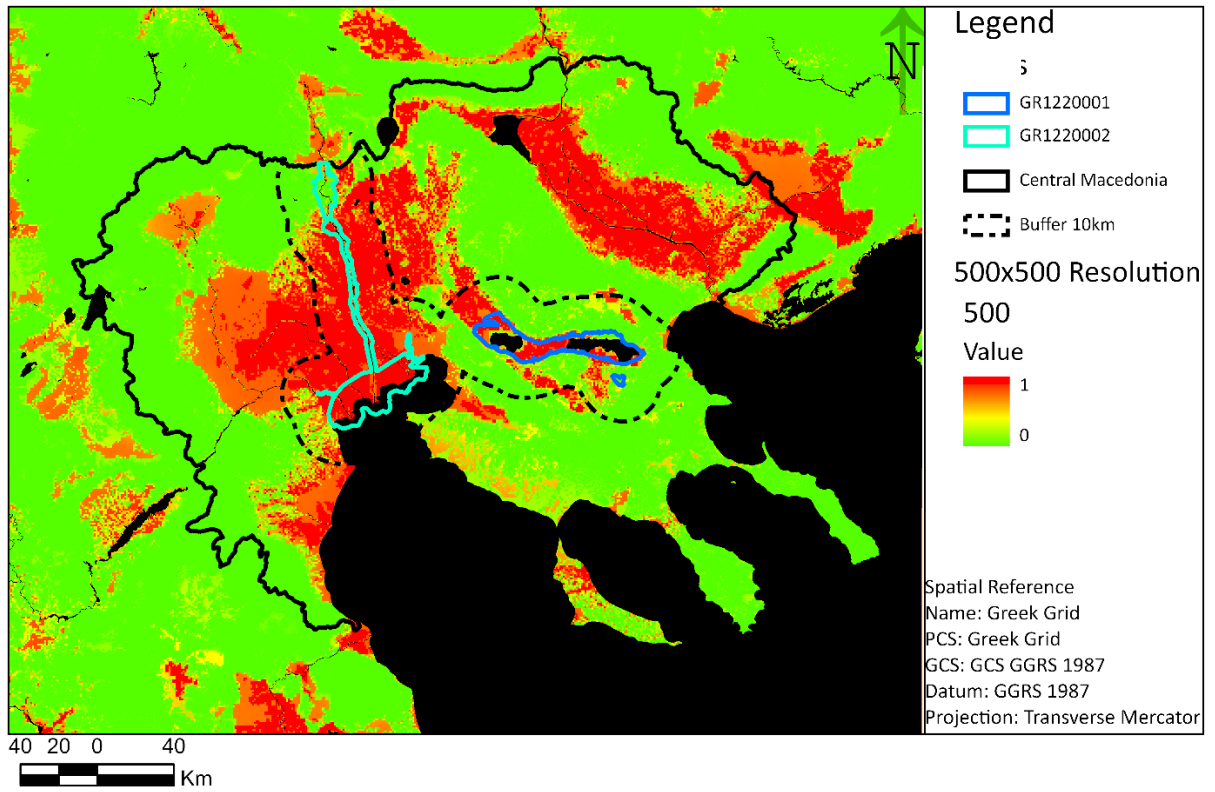 N
Legend
s
GR1220001
GR1220002
Central Macedonia
Buffer 10km
500x500 Resolution
500
Value
1
0
Spatial Reference
Name: Greek Grid
PCS: Greek Grid
GCS: GCS GGRS 1987
Datum: GGRS 1987
Projection: Transverse Mercator
40 20 0 40
Km